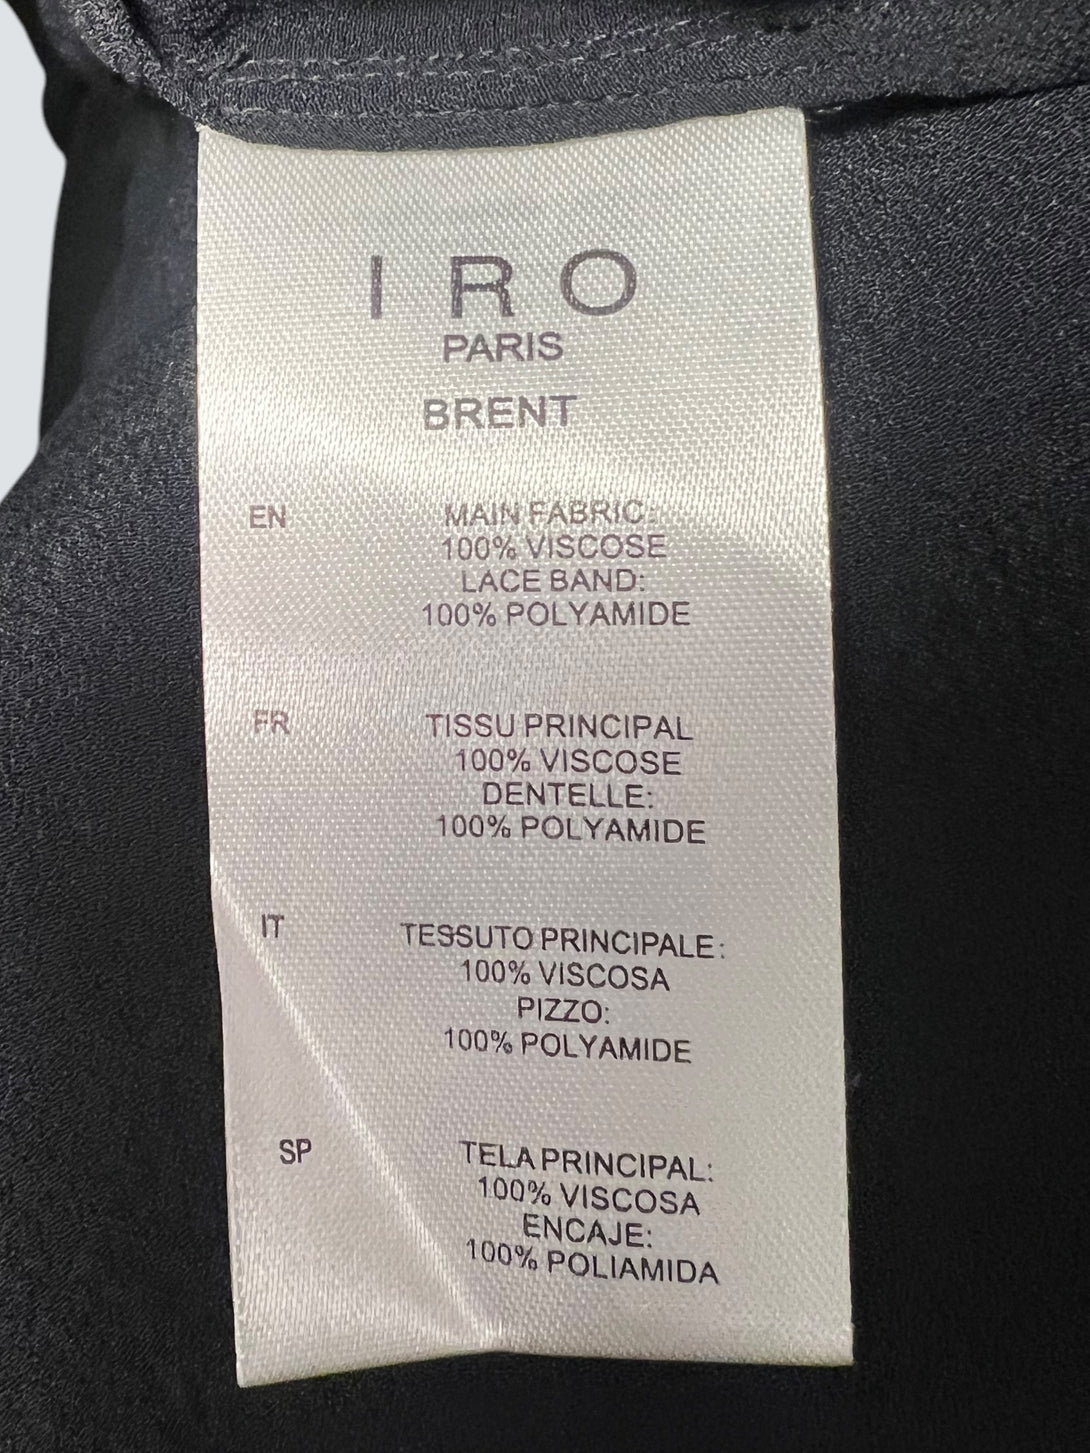 IRO
PARIS
BRENT
EN
MAIN FABRIC:
100% VISCOSE
LACE BAND:
100% POLYAMIDE
FR
TISSU PRINCIPAL
100% VISCOSE
DENTELLE:
100% POLYAMIDE
IT
TESSUTO PRINCIPALE:
100% VISCOSA
PIZZO:
100% POLYAMIDE
SP
TELA PRINCIPAL:
100% VISCOSA
ENCAJE:
100% POLIAMIDA